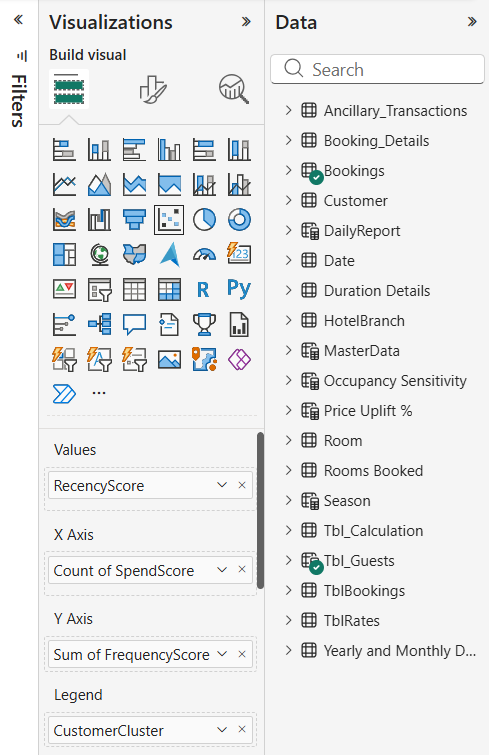 Filters
Visualizations
Build visual
123
R
Py
Values
RecencyScore
X Axis
Count of SpendScore
Y Axis
Sum of FrequencyScore
Legend
CustomerCluster
Data
Search
Ancillary_Transactions
Booking_Details
Bookings
Customer
DailyReport
Date
Duration Details
HotelBranch
MasterData
Occupancy Sensitivity
Price Uplift %
Room
Rooms Booked
Season
Tbl_Calculation
Tbl_Guests
TblBookings
TblRates
Yearly and Monthly D...